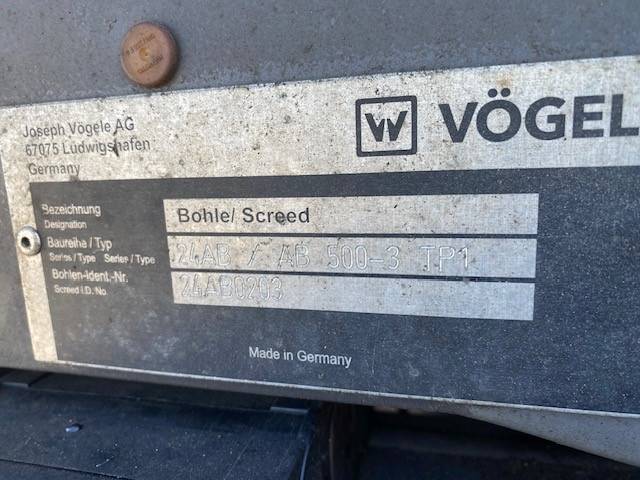 Joseph Vögele AG
67075 Ludwigshafen
Germany
VÖGEL
Bezeichnung
Designation
Bohle/ Screed
Baureihe / Typ
Series / Type Series / Type
24AB / AB 500-3 TP1
Bohlen-Ident.-Nr.
Screed I.D. No.
24AB0203
Made in Germany